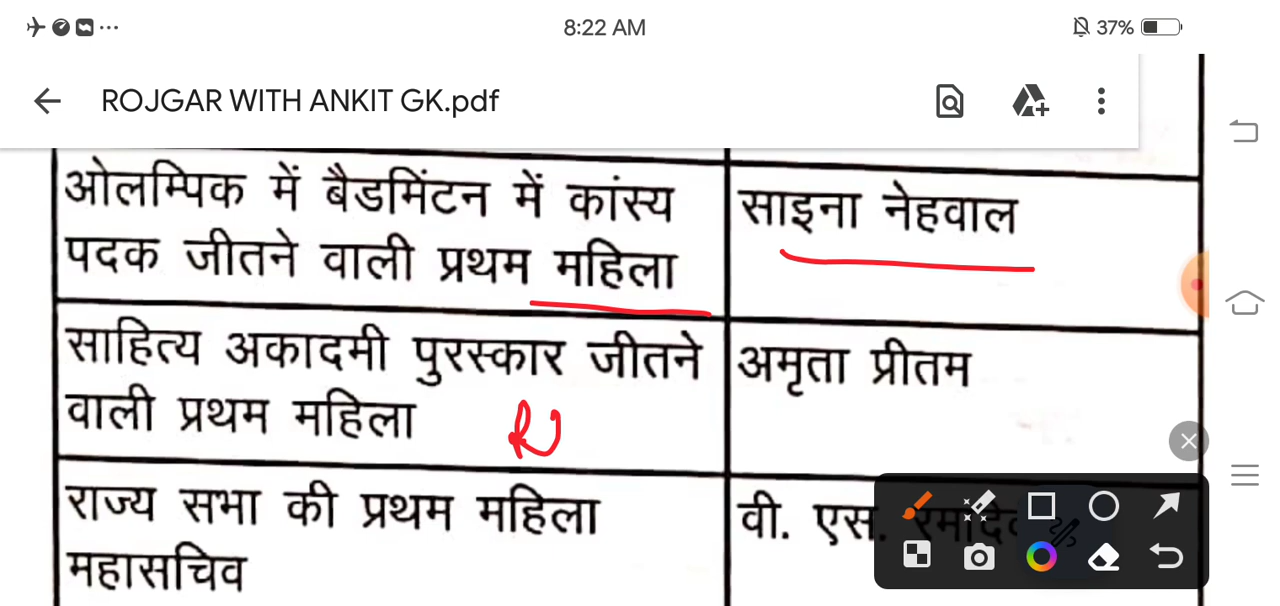 8:22 AM
37%
ROJGAR WITH ANKIT GK.pdf
ओलम्पिक में बैडमिंटन में कांस्य
पदक जीतने वाली प्रथम महिला
साइना नेहवाल
साहित्य अकादमी पुरस्कार जीतने
वाली प्रथम महिला
अमृता प्रीतम
राज्य सभा की प्रथम महिला
महासचिव
वी. एस.